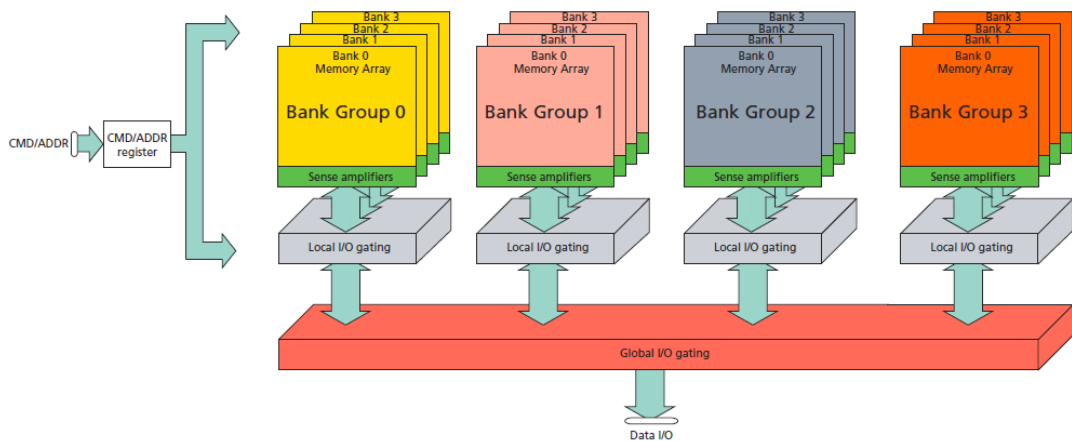 Bank 3
Bank 2
Bank 1
Bank 0
Memory Array
Bank Group 0
Sense amplifiers
Bank 3
Bank 2
Bank 1
Bank 0
Memory Array
Bank Group 1
Sense amplifiers
Bank 3
Bank 2
Bank 1
Bank 0
Memory Array
Bank Group 2
Sense amplifiers
Bank 3
Bank 2
Bank 1
Bank 0
Memory Array
Bank Group 3
Sense amplifiers
CMD/ADDR
CMD/ADDR
register
Local I/O gating
Local I/O gating
Local I/O gating
Local I/O gating
Global I/O gating
Data I/O